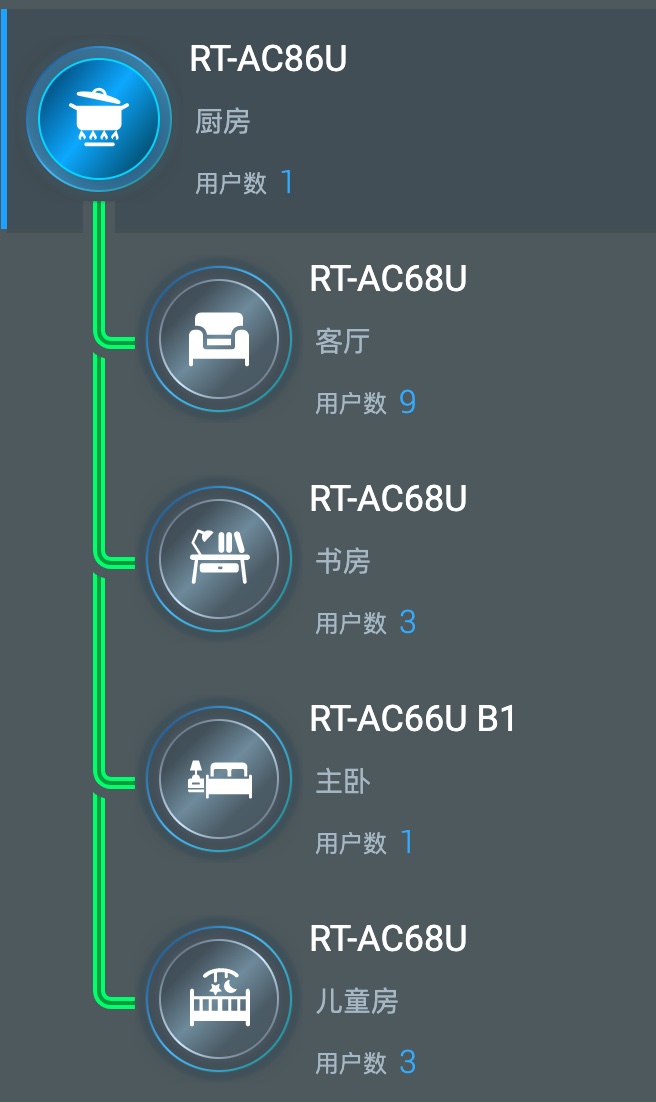 RT-AC86U
厨房
用户数 1
RT-AC68U
客厅
用户数 9
RT-AC68U
书房
用户数 3
RT-AC66U B1
主卧
用户数 1
RT-AC68U
儿童房
用户数 3